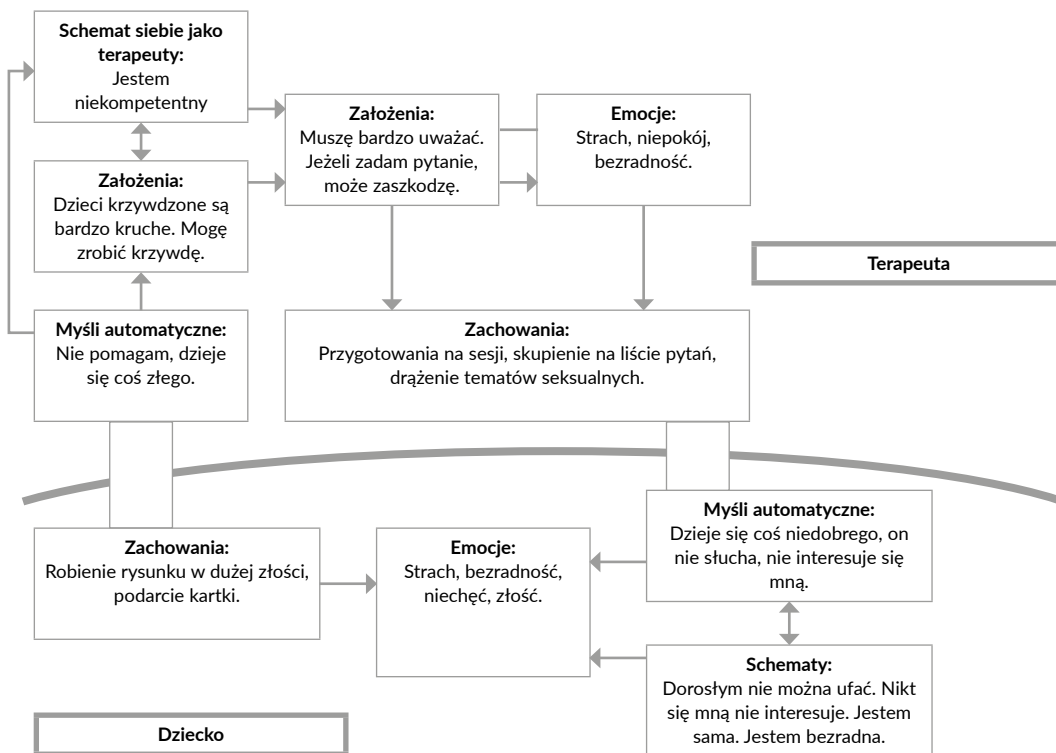 Schemat siebie jako
terapeuty:
Jestem
niekompetentny
Założenia:
Muszę bardzo uważać.
Jeżeli zadam pytanie,
może zaszkodzę.
Emocje:
Strach, niepokój,
bezradność.
Założenia:
Dzieci krzywdzone są
bardzo kruche. Mogę
zrobić krzywdę.
Terapeuta
Myśli automatyczne:
Nie pomagam, dzieje
się coś złego.
Zachowania:
Przygotowania na sesji, skupienie na liście pytań,
drążenie tematów seksualnych.
Zachowania:
Robienie rysunku w dużej złości,
podarcie kartki.
Emocje:
Strach, bezradność,
niechęć, złość.
Myśli automatyczne:
Dzieje się coś niedobrego, on
nie słucha, nie interesuje się
mną.
Schematy:
Dorosłym nie można ufać. Nikt
się mną nie interesuje. Jestem
sama. Jestem bezradna.
Dziecko